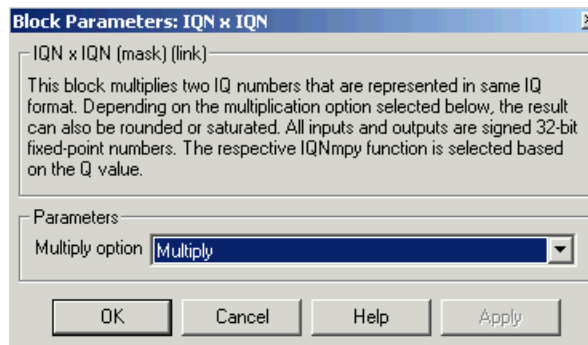 Block Parameters: IQN x IQN
IQN x IQN (mask) (link)
This block multiplies two IQ numbers that are represented in same IQ
format. Depending on the multiplication option selected below, the result
can also be rounded or saturated. All inputs and outputs are signed 32-bit
fixed-point numbers. The respective IQNmpy function is selected based
on the Q value.
Parameters
Multiply option Multiply
OK Cancel Help Apply